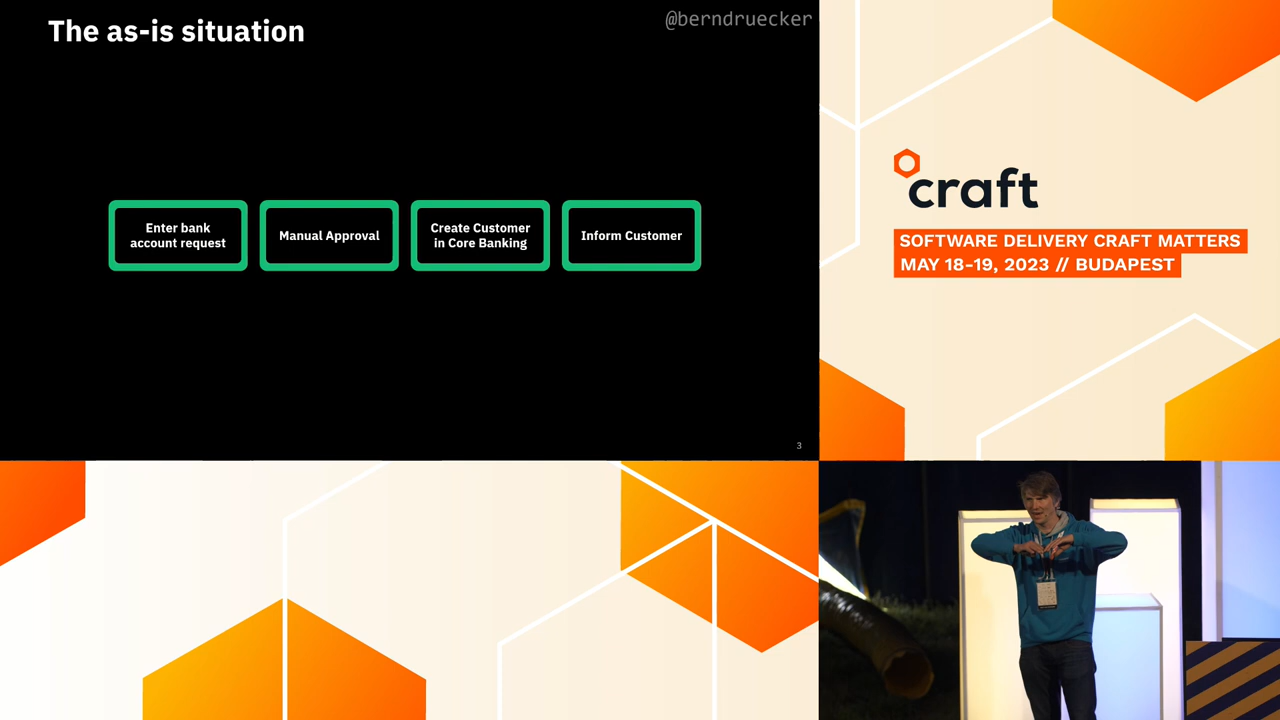 The as-is situation
@berndruecker
Enter bank
account request
Manual Approval
Create Customer
in Core Banking
Inform Customer
3
craft
SOFTWARE DELIVERY CRAFT MATTERS
MAY 18-19, 2023 // BUDAPEST